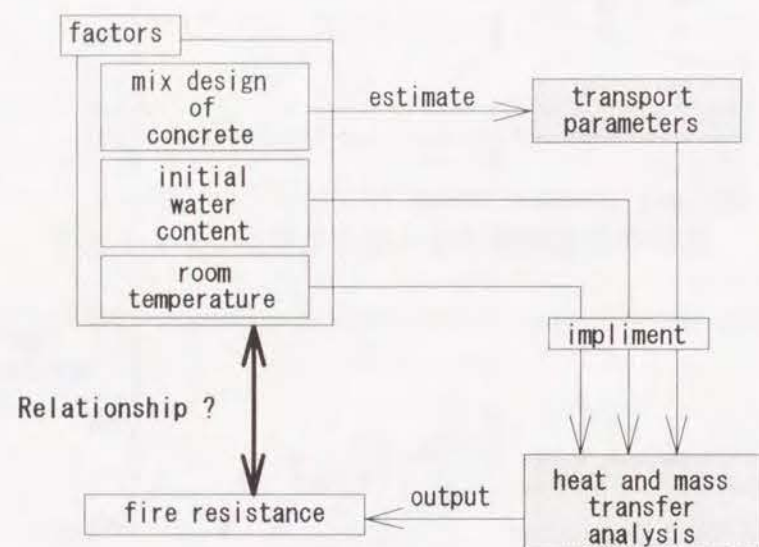 factors
mix design
of
concrete
estimate
transport
parameters
initial
water
content
room
temperature
impliment
Relationship ?
heat and mass
transfer
analysis
output
fire resistance